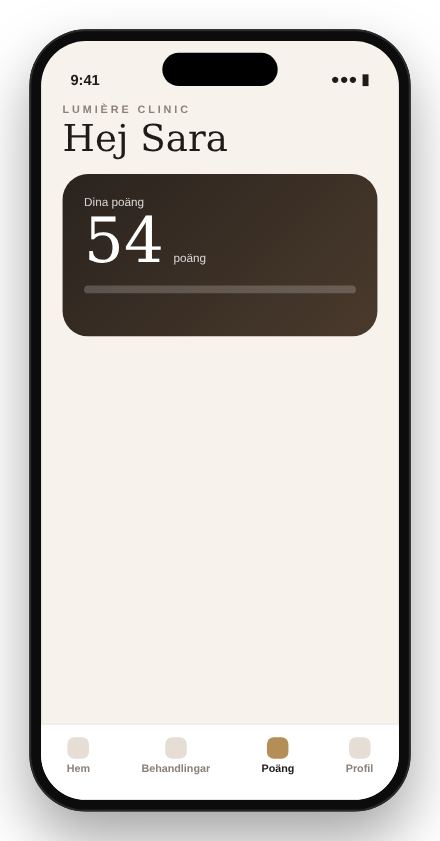 9:41
LUMIÈRE CLINIC
Hej Sara
Dina poäng
54 poäng
Hem Behandlingar Poäng Profil